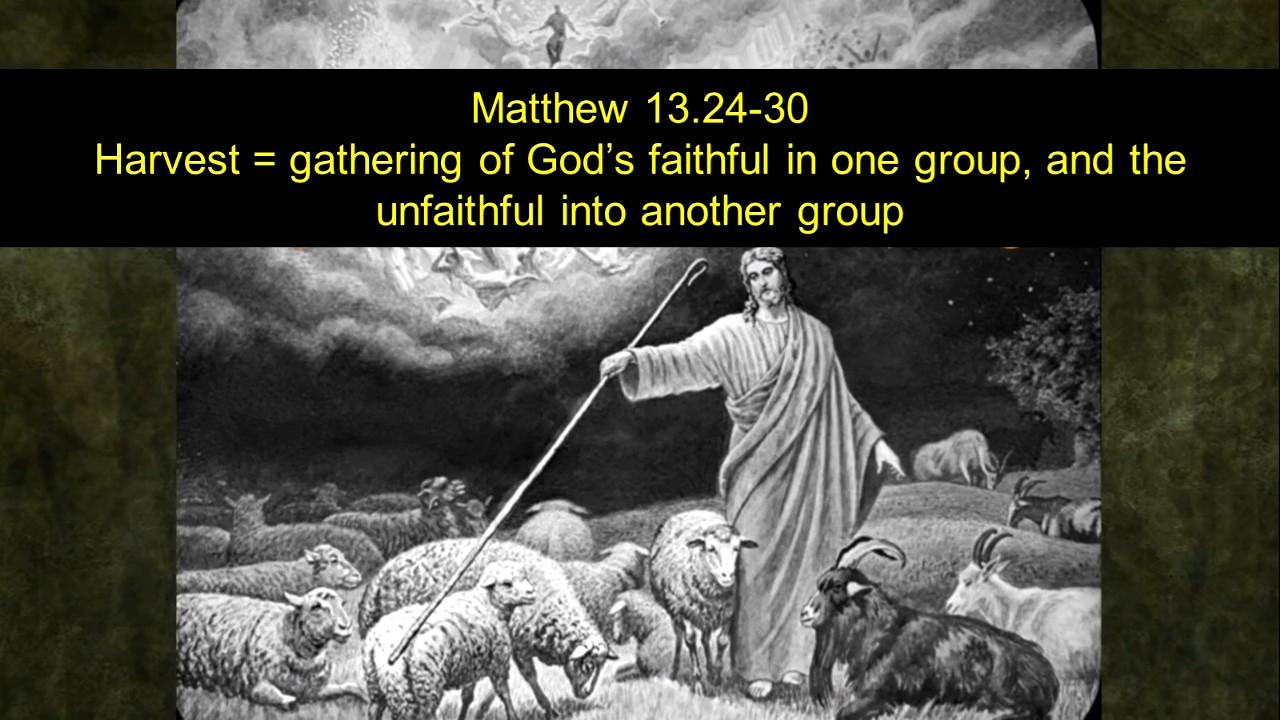 Matthew 13.24-30
Harvest = gathering of God’s faithful in one group, and the
unfaithful into another group